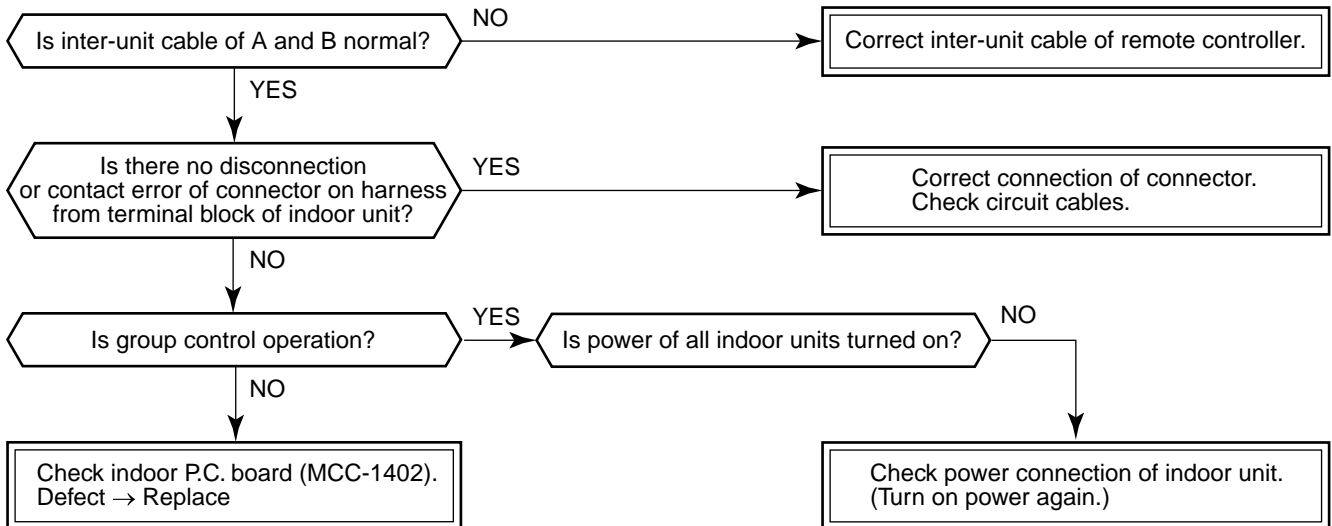 Is inter-unit cable of A and B normal?
NO
Correct inter-unit cable of remote controller.
YES
Is there no disconnection
or contact error of connector on harness
from terminal block of indoor unit?
YES
Correct connection of connector.
Check circuit cables.
NO
Is group control operation?
YES
Is power of all indoor units turned on?
NO
NO
Check indoor P.C. board (MCC-1402).
Defect → Replace
Check power connection of indoor unit.
(Turn on power again.)